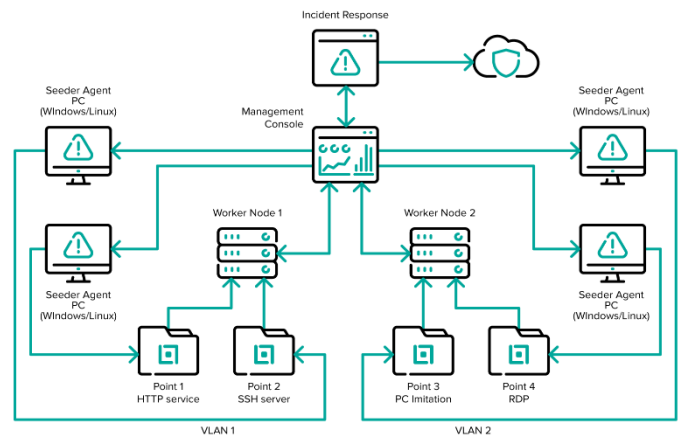 Incident Response
Seeder Agent
PC
(WIndows/Linux)
Management
Console
Seeder Agent
PC
(WIndows/Linux)
Worker Node 1
Worker Node 2
Seeder Agent
PC
(WIndows/Linux)
Seeder Agent
PC
(WIndows/Linux)
Point 1
HTTP service
Point 2
SSH server
Point 3
PC Imitation
Point 4
RDP
VLAN 1
VLAN 2